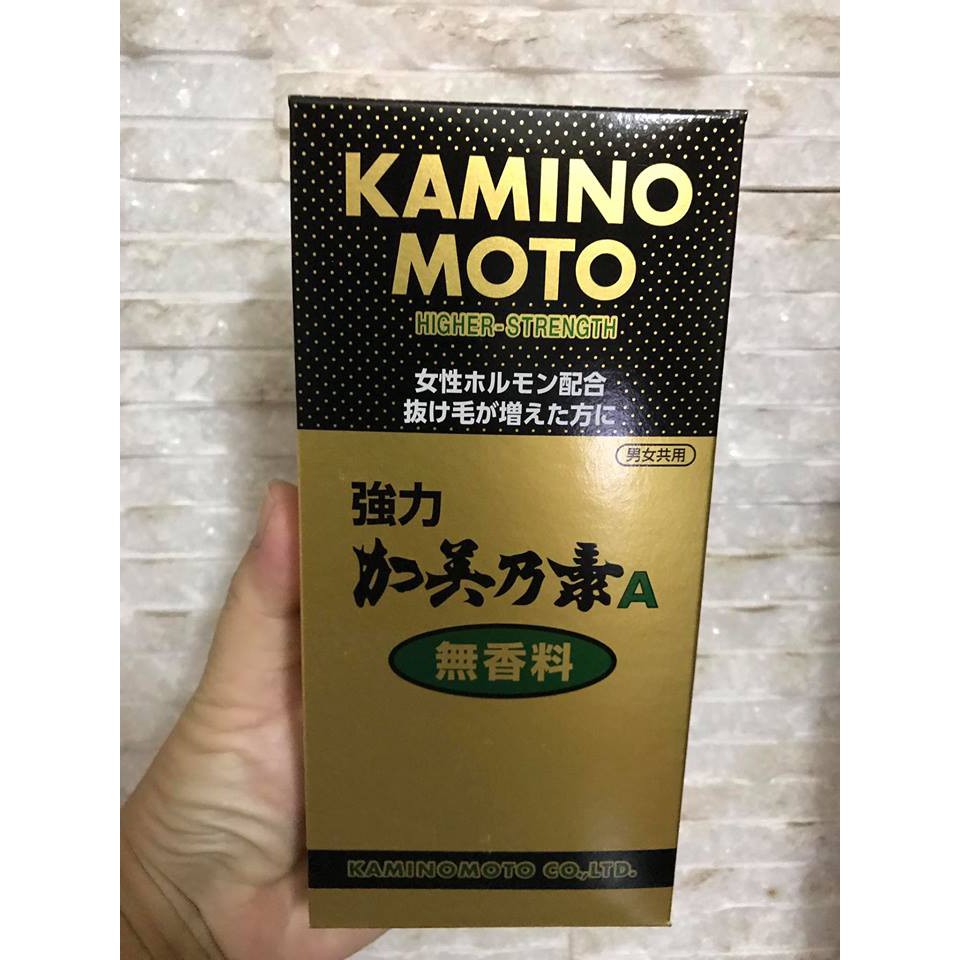 KAMINO
MOTO
HIGHER-STRENGTH
女性ホルモン配合
抜け毛が増えた方に
男女共用
強力
加美乃素A
無香料
KAMINOMOTO CO.,LTD.